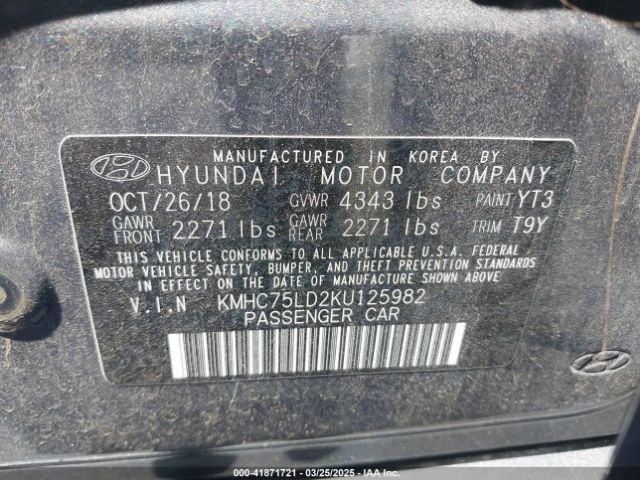 MANUFACTURED IN KOREA BY
HYUNDAI MOTOR COMPANY
OCT/26/18 GVWR 4343 lbs PAINT YT3
GAWR FRONT 2271 lbs GAWR REAR 2271 lbs TRIM T9Y
THIS VEHICLE CONFORMS TO ALL APPLICABLE U.S.A. FEDERAL
MOTOR VEHICLE SAFETY, BUMPER, AND THEFT PREVENTION STANDARDS
IN EFFECT ON THE DATE OF MANUFACTURE SHOWN ABOVE
V.I.N KMHC75LD2KU125982
PASSENGER CAR
000-41871721 | 03/25/2025 | IAA Inc.